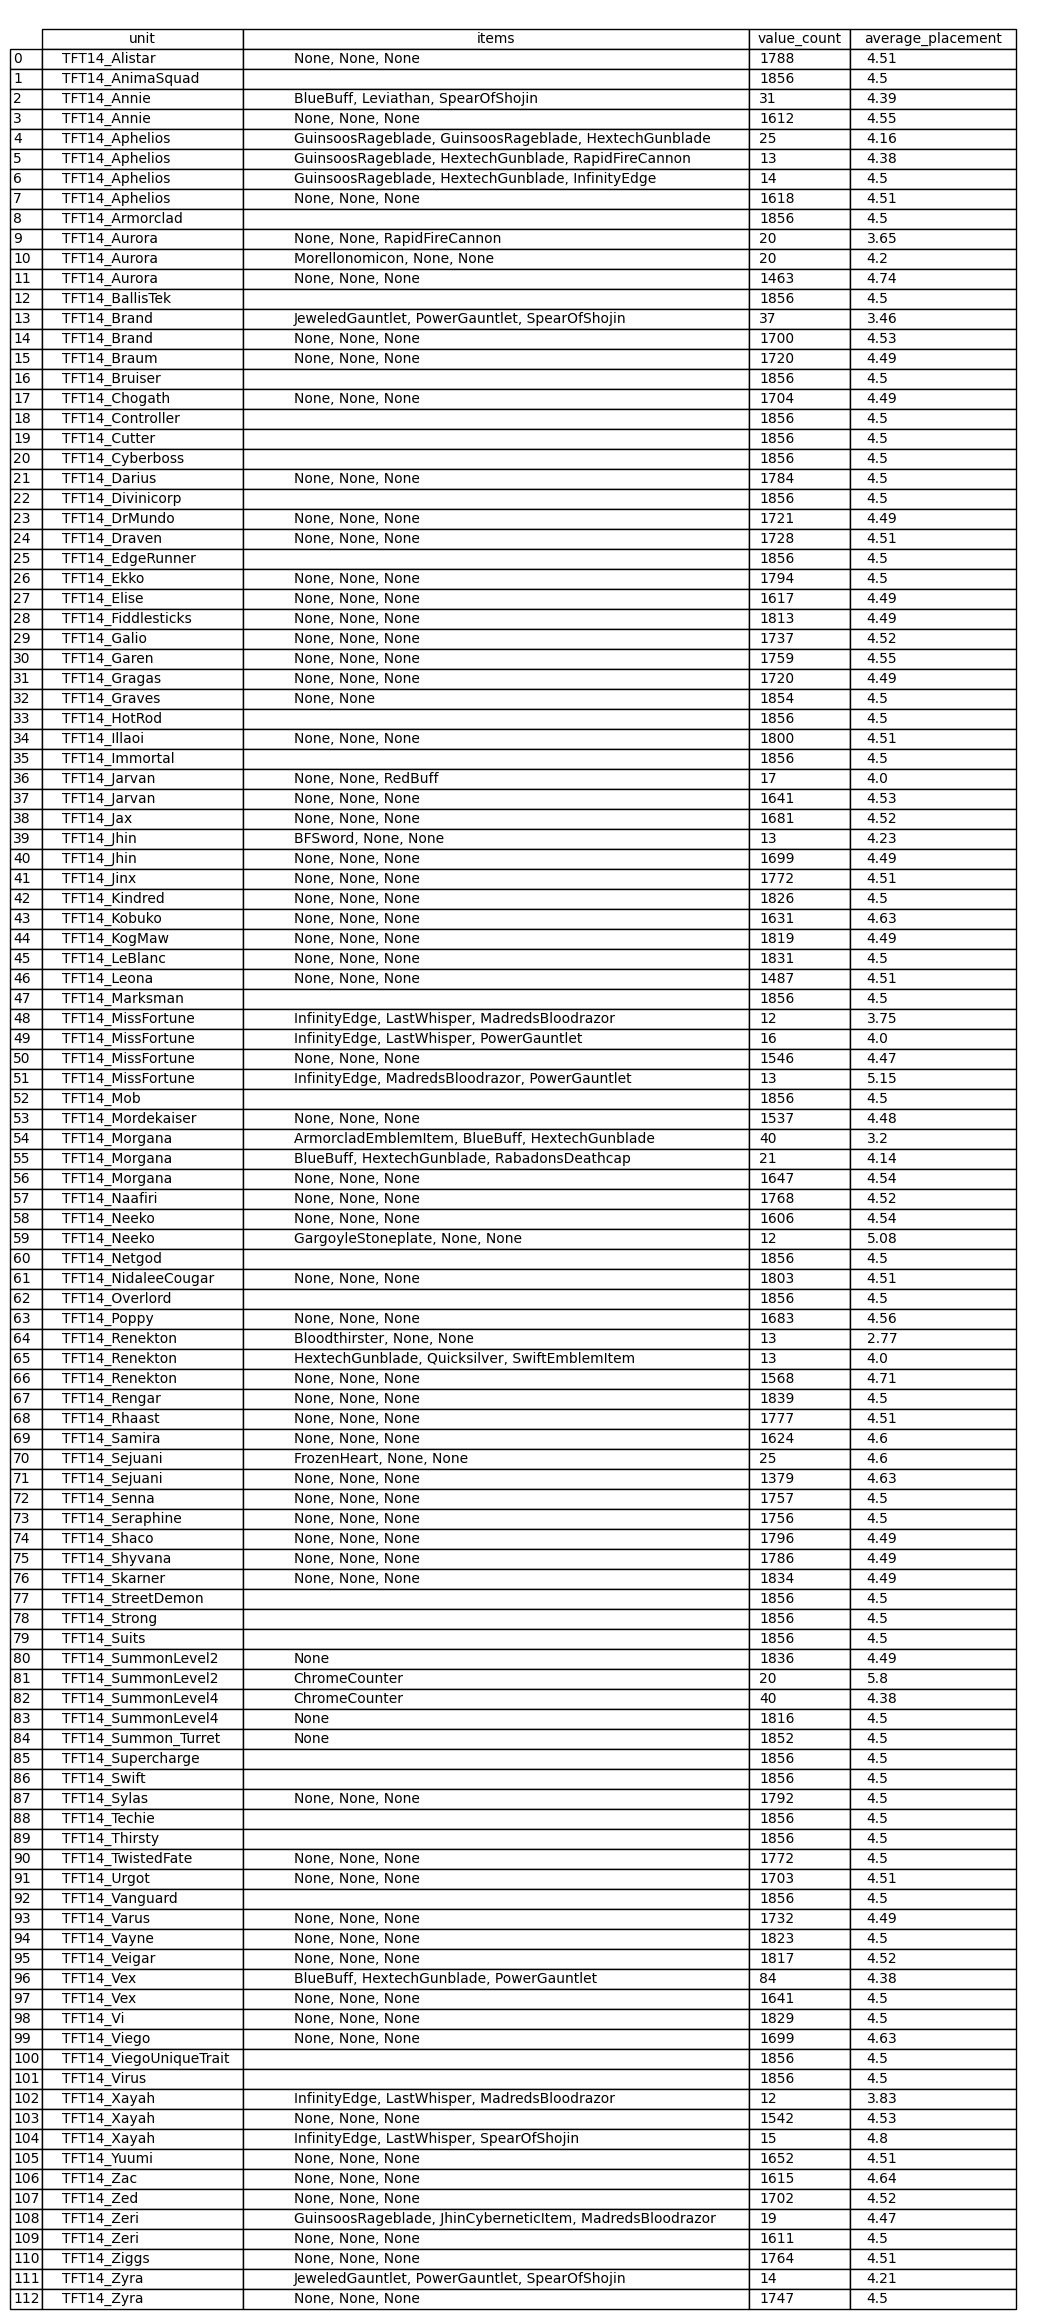 unit items value_count average_placement
0 TFT14_Alistar None, None, None 1788 4.51
1 TFT14_AnimaSquad 1856 4.5
2 TFT14_Annie BlueBuff, Leviathan, SpearOfShojin 31 4.39
3 TFT14_Annie None, None, None 1612 4.55
4 TFT14_Aphelios GuinsoosRageblade, GuinsoosRageblade, HextechGunblade 25 4.16
5 TFT14_Aphelios GuinsoosRageblade, HextechGunblade, RapidFireCannon 13 4.38
6 TFT14_Aphelios GuinsoosRageblade, HextechGunblade, InfinityEdge 14 4.5
7 TFT14_Aphelios None, None, None 1618 4.51
8 TFT14_Armorclad 1856 4.5
9 TFT14_Aurora None, None, RapidFireCannon 20 3.65
10 TFT14_Aurora Morellonomicon, None, None 20 4.2
11 TFT14_Aurora None, None, None 1463 4.74
12 TFT14_BallisTek 1856 4.5
13 TFT14_Brand JeweledGauntlet, PowerGauntlet, SpearOfShojin 37 3.46
14 TFT14_Brand None, None, None 1700 4.53
15 TFT14_Braum None, None, None 1720 4.49
16 TFT14_Bruiser 1856 4.5
17 TFT14_Chogath None, None, None 1704 4.49
18 TFT14_Controller 1856 4.5
19 TFT14_Cutter 1856 4.5
20 TFT14_Cyberboss 1856 4.5
21 TFT14_Darius None, None, None 1784 4.5
22 TFT14_Divinicorp 1856 4.5
23 TFT14_DrMundo None, None, None 1721 4.49
24 TFT14_Draven None, None, None 1728 4.51
25 TFT14_EdgeRunner 1856 4.5
26 TFT14_Ekko None, None, None 1794 4.5
27 TFT14_Elise None, None, None 1617 4.49
28 TFT14_Fiddlesticks None, None, None 1813 4.49
29 TFT14_Galio None, None, None 1737 4.52
30 TFT14_Garen None, None, None 1759 4.55
31 TFT14_Gragas None, None, None 1720 4.49
32 TFT14_Graves None, None 1854 4.5
33 TFT14_HotRod 1856 4.5
34 TFT14_Illaoi None, None, None 1800 4.51
35 TFT14_Immortal 1856 4.5
36 TFT14_Jarvan None, None, RedBuff 17 4.0
37 TFT14_Jarvan None, None, None 1641 4.53
38 TFT14_Jax None, None, None 1681 4.52
39 TFT14_Jhin BFSword, None, None 13 4.23
40 TFT14_Jhin None, None, None 1699 4.49
41 TFT14_Jinx None, None, None 1772 4.51
42 TFT14_Kindred None, None, None 1826 4.5
43 TFT14_Kobuko None, None, None 1631 4.63
44 TFT14_KogMaw None, None, None 1819 4.49
45 TFT14_LeBlanc None, None, None 1831 4.5
46 TFT14_Leona None, None, None 1487 4.51
47 TFT14_Marksman 1856 4.5
48 TFT14_MissFortune InfinityEdge, LastWhisper, MadredsBloodrazor 12 3.75
49 TFT14_MissFortune InfinityEdge, LastWhisper, PowerGauntlet 16 4.0
50 TFT14_MissFortune None, None, None 1546 4.47
51 TFT14_MissFortune InfinityEdge, MadredsBloodrazor, PowerGauntlet 13 5.15
52 TFT14_Mob 1856 4.5
53 TFT14_Mordekaiser None, None, None 1537 4.48
54 TFT14_Morgana ArmorcladEmblemItem, BlueBuff, HextechGunblade 40 3.2
55 TFT14_Morgana BlueBuff, HextechGunblade, RabadonsDeathcap 21 4.14
56 TFT14_Morgana None, None, None 1647 4.54
57 TFT14_Naafiri None, None, None 1768 4.52
58 TFT14_Neeko None, None, None 1606 4.54
59 TFT14_Neeko GargoyleStoneplate, None, None 12 5.08
60 TFT14_Netgod 1856 4.5
61 TFT14_NidaleeCougar None, None, None 1803 4.51
62 TFT14_Overlord 1856 4.5
63 TFT14_Poppy None, None, None 1683 4.56
64 TFT14_Renekton Bloodthirster, None, None 13 2.77
65 TFT14_Renekton HextechGunblade, Quicksilver, SwiftEmblemItem 13 4.0
66 TFT14_Renekton None, None, None 1568 4.71
67 TFT14_Rengar None, None, None 1839 4.5
68 TFT14_Rhaast None, None, None 1777 4.51
69 TFT14_Samira None, None, None 1624 4.6
70 TFT14_Sejuani FrozenHeart, None, None 25 4.6
71 TFT14_Sejuani None, None, None 1379 4.63
72 TFT14_Senna None, None, None 1757 4.5
73 TFT14_Seraphine None, None, None 1756 4.5
74 TFT14_Shaco None, None, None 1796 4.49
75 TFT14_Shyvana None, None, None 1786 4.49
76 TFT14_Skarner None, None, None 1834 4.49
77 TFT14_StreetDemon 1856 4.5
78 TFT14_Strong 1856 4.5
79 TFT14_Suits 1856 4.5
80 TFT14_SummonLevel2 None 1836 4.49
81 TFT14_SummonLevel2 ChromeCounter 20 5.8
82 TFT14_SummonLevel4 ChromeCounter 40 4.38
83 TFT14_SummonLevel4 None 1816 4.5
84 TFT14_Summon_Turret None 1852 4.5
85 TFT14_Supercharge 1856 4.5
86 TFT14_Swift 1856 4.5
87 TFT14_Sylas None, None, None 1792 4.5
88 TFT14_Techie 1856 4.5
89 TFT14_Thirsty 1856 4.5
90 TFT14_TwistedFate None, None, None 1772 4.5
91 TFT14_Urgot None, None, None 1703 4.51
92 TFT14_Vanguard 1856 4.5
93 TFT14_Varus None, None, None 1732 4.49
94 TFT14_Vayne None, None, None 1823 4.5
95 TFT14_Veigar None, None, None 1817 4.52
96 TFT14_Vex BlueBuff, HextechGunblade, PowerGauntlet 84 4.38
97 TFT14_Vex None, None, None 1641 4.5
98 TFT14_Vi None, None, None 1829 4.5
99 TFT14_Viego None, None, None 1699 4.63
100 TFT14_ViegoUniqueTrait 1856 4.5
101 TFT14_Virus 1856 4.5
102 TFT14_Xayah InfinityEdge, LastWhisper, MadredsBloodrazor 12 3.83
103 TFT14_Xayah None, None, None 1542 4.53
104 TFT14_Xayah InfinityEdge, LastWhisper, SpearOfShojin 15 4.8
105 TFT14_Yuumi None, None, None 1652 4.51
106 TFT14_Zac None, None, None 1615 4.64
107 TFT14_Zed None, None, None 1702 4.52
108 TFT14_Zeri GuinsoosRageblade, JhinCyberneticItem, MadredsBloodrazor 19 4.47
109 TFT14_Zeri None, None, None 1611 4.5
110 TFT14_Ziggs None, None, None 1764 4.51
111 TFT14_Zyra JeweledGauntlet, PowerGauntlet, SpearOfShojin 14 4.21
112 TFT14_Zyra None, None, None 1747 4.5